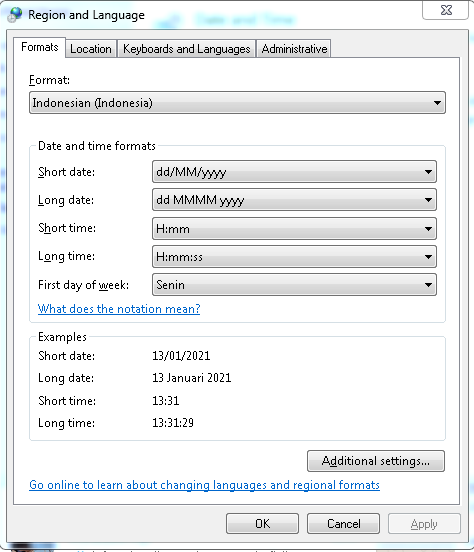 Region and Language
Formats Location Keyboards and Languages Administrative
Format:
Indonesian (Indonesia)
Date and time formats
Short date: dd/MM/yyyy
Long date: dd MMMM yyyy
Short time: H:mm
Long time: H:mm:ss
First day of week: Senin
What does the notation mean?
Examples
Short date: 13/01/2021
Long date: 13 Januari 2021
Short time: 13:31
Long time: 13:31:29
Additional settings...
Go online to learn about changing languages and regional formats
OK Cancel Apply